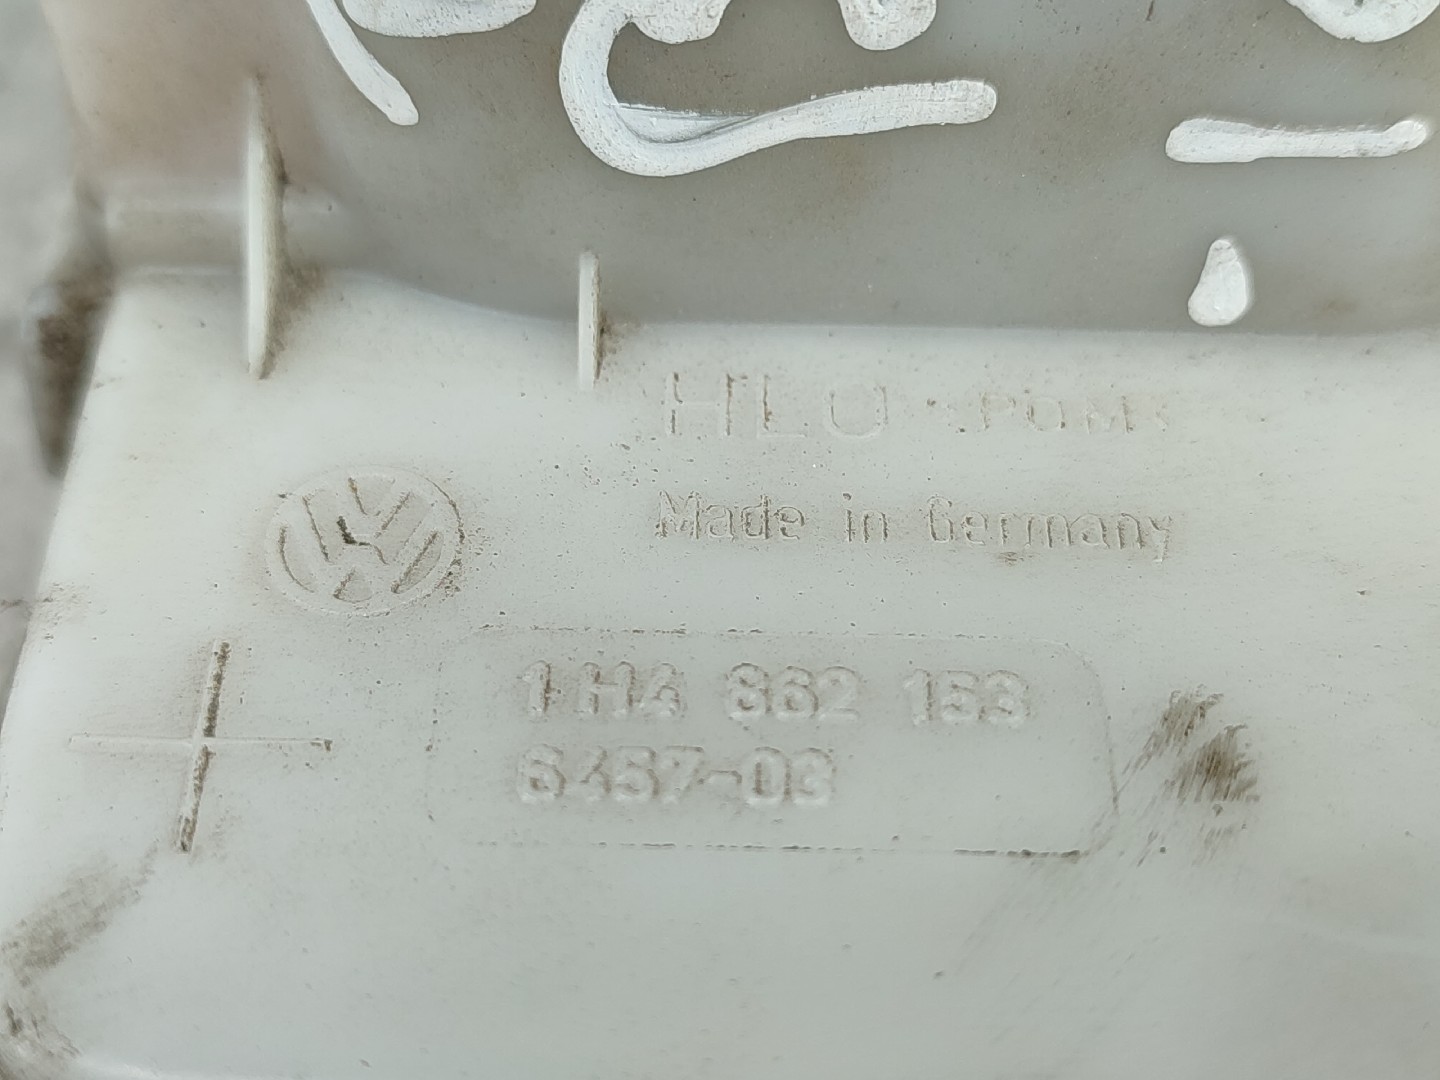 HLO >POM<
Made in Germany
1H4 862 153
6457-03